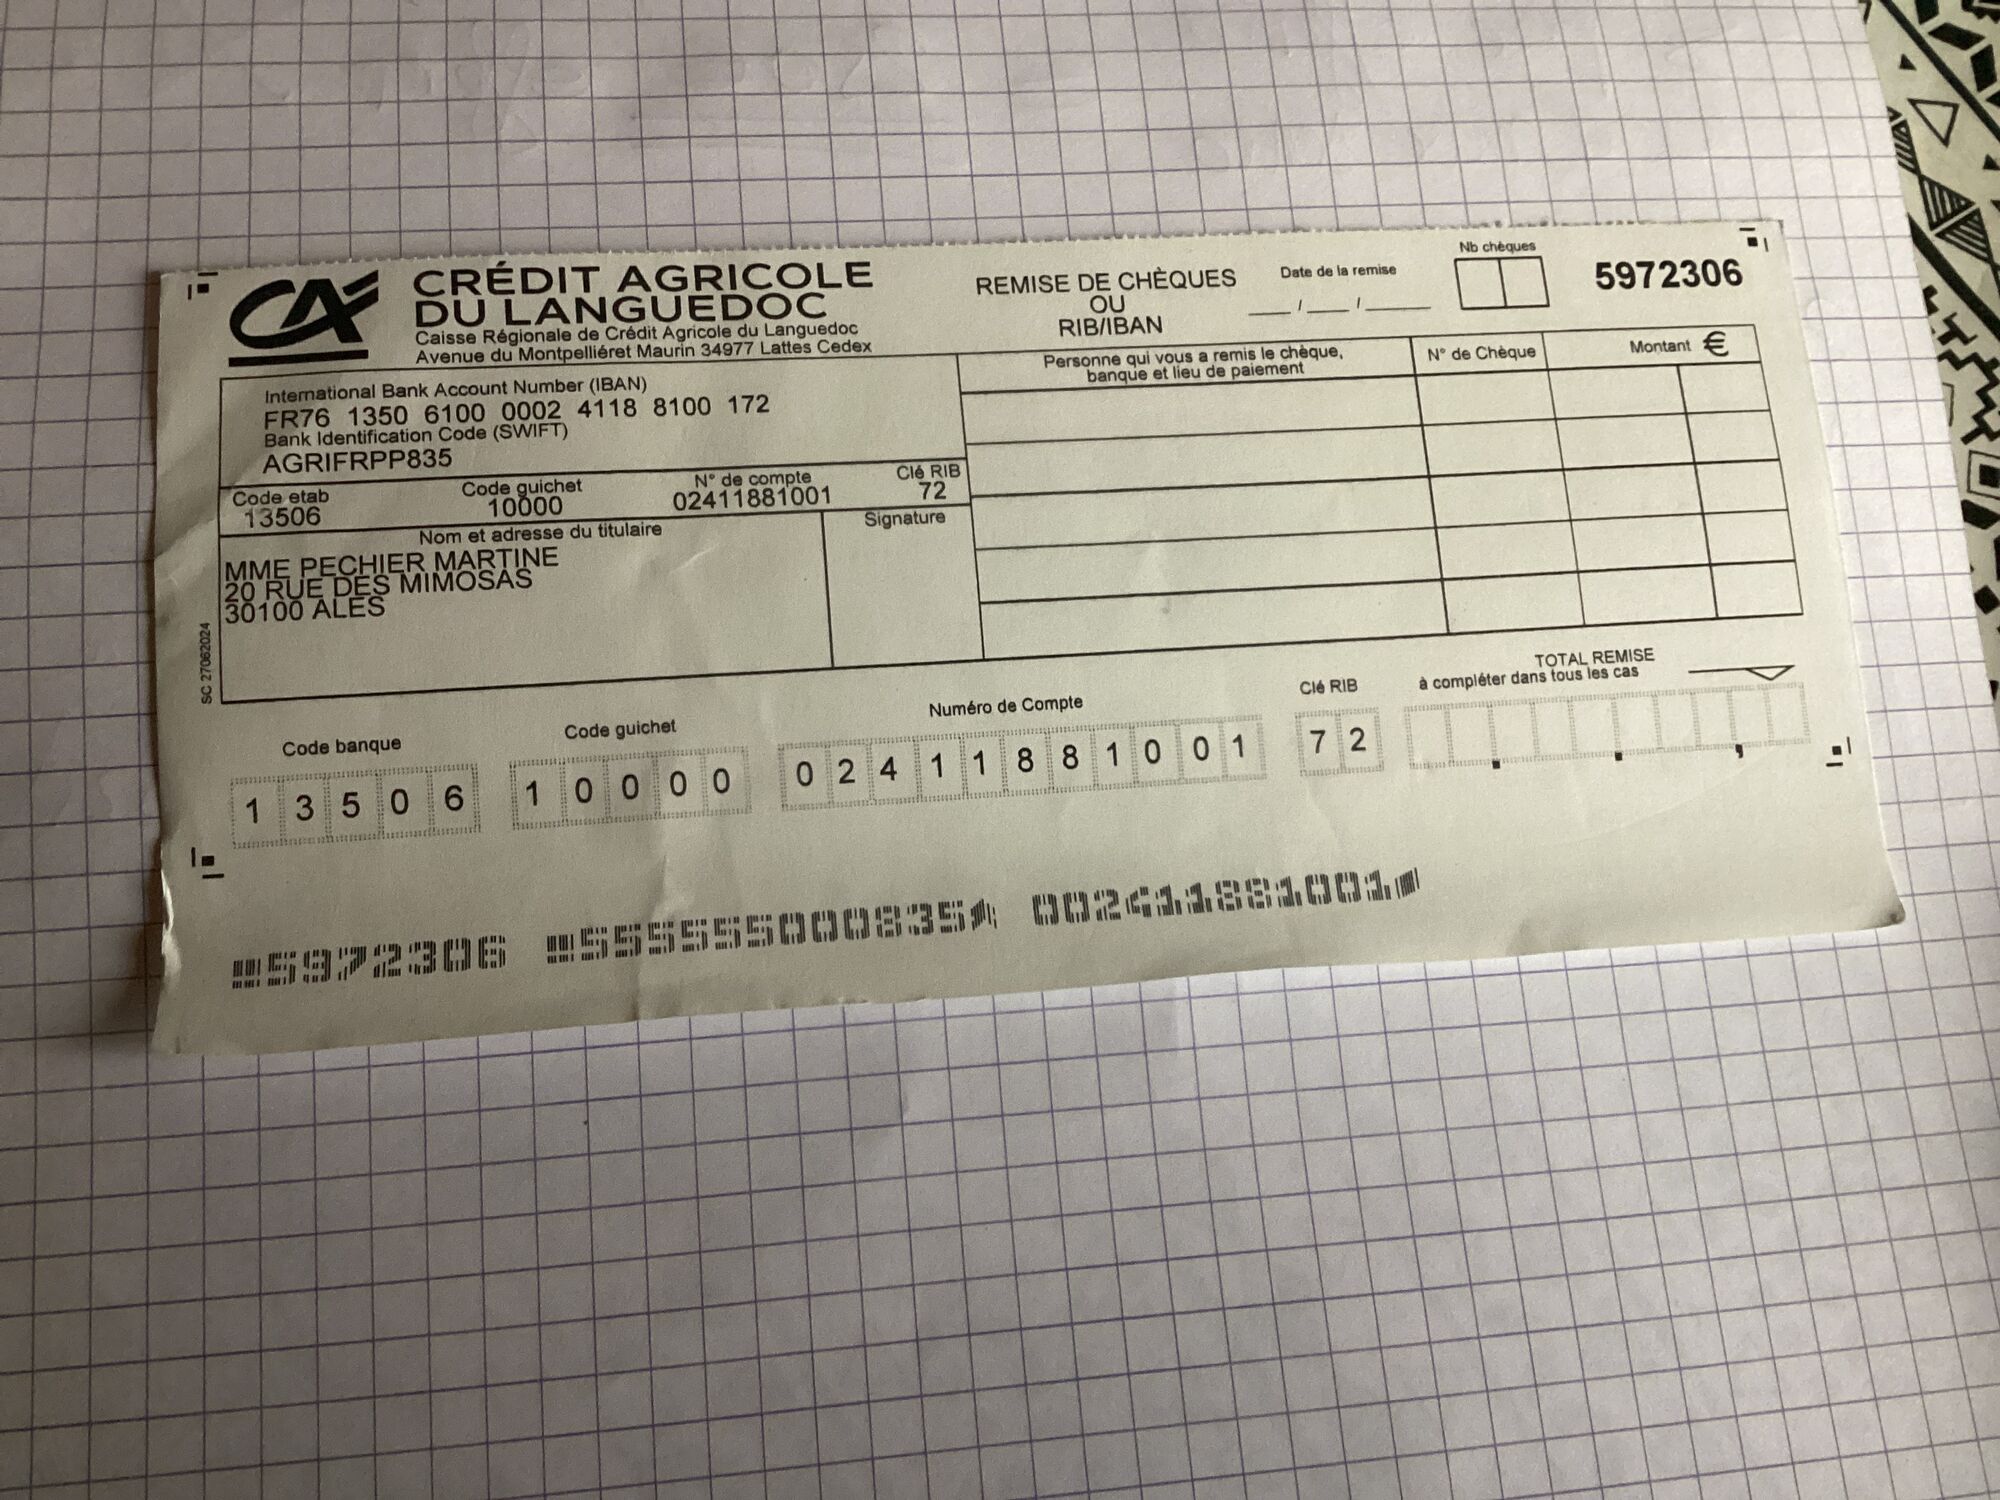 CRÉDIT AGRICOLE
DU LANGUEDOC
Caisse Régionale de Crédit Agricole du Languedoc
Avenue du Montpelliéret Maurin 34977 Lattes Cedex
REMISE DE CHÈQUES
OU
RIB/IBAN
Date de la remise
/ /
Nb chèques
5972306
International Bank Account Number (IBAN)
FR76 1350 6100 0002 4118 8100 172
Bank Identification Code (SWIFT)
AGRIFRPP835
Code etab Code guichet N° de compte Clé RIB
13506 10000 02411881001 72
Nom et adresse du titulaire
Signature
MME PECHIER MARTINE
20 RUE DES MIMOSAS
30100 ALES
SC 27062024
Personne qui vous a remis le chèque,
banque et lieu de paiement
N° de Chèque
Montant €
TOTAL REMISE
à compléter dans tous les cas
Code banque Code guichet Numéro de Compte Clé RIB
1 3 5 0 6 1 0 0 0 0 0 2 4 1 1 8 8 1 0 0 1 7 2
5972306 555555000835 002411881001